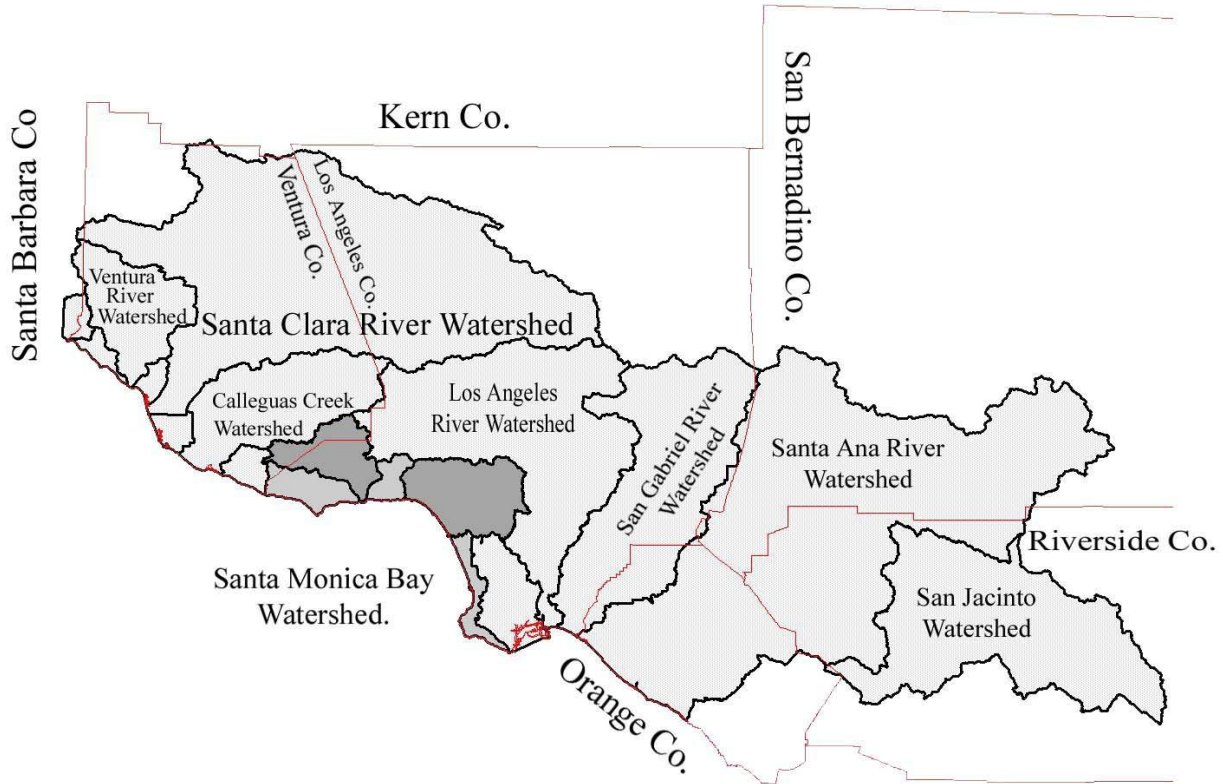 Kern Co.
Santa Barbara Co
San Bernadino Co.
Los Angeles Co.
Ventura Co.
Ventura
River
Watershed
Santa Clara River Watershed
Calleguas Creek
Watershed
Los Angeles
River Watershed
San Gabriel River
Watershed
Santa Ana River
Watershed
Riverside Co.
San Jacinto
Watershed
Santa Monica Bay
Watershed.
Orange Co.